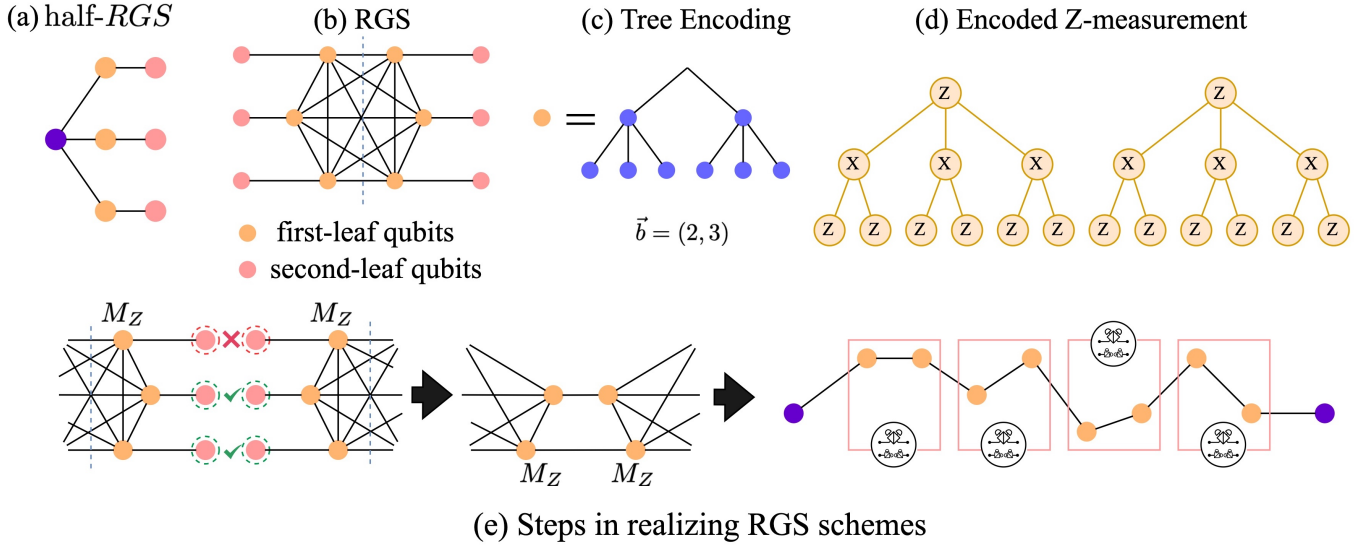 (a) half-RGS
(b) RGS
(c) Tree Encoding
(d) Encoded Z-measurement
=
b⃗ = (2, 3)
first-leaf qubits
second-leaf qubits
Z Z
X X X X X X
Z Z Z Z Z Z Z Z Z Z Z Z
M_Z M_Z
M_Z M_Z
(e) Steps in realizing RGS schemes